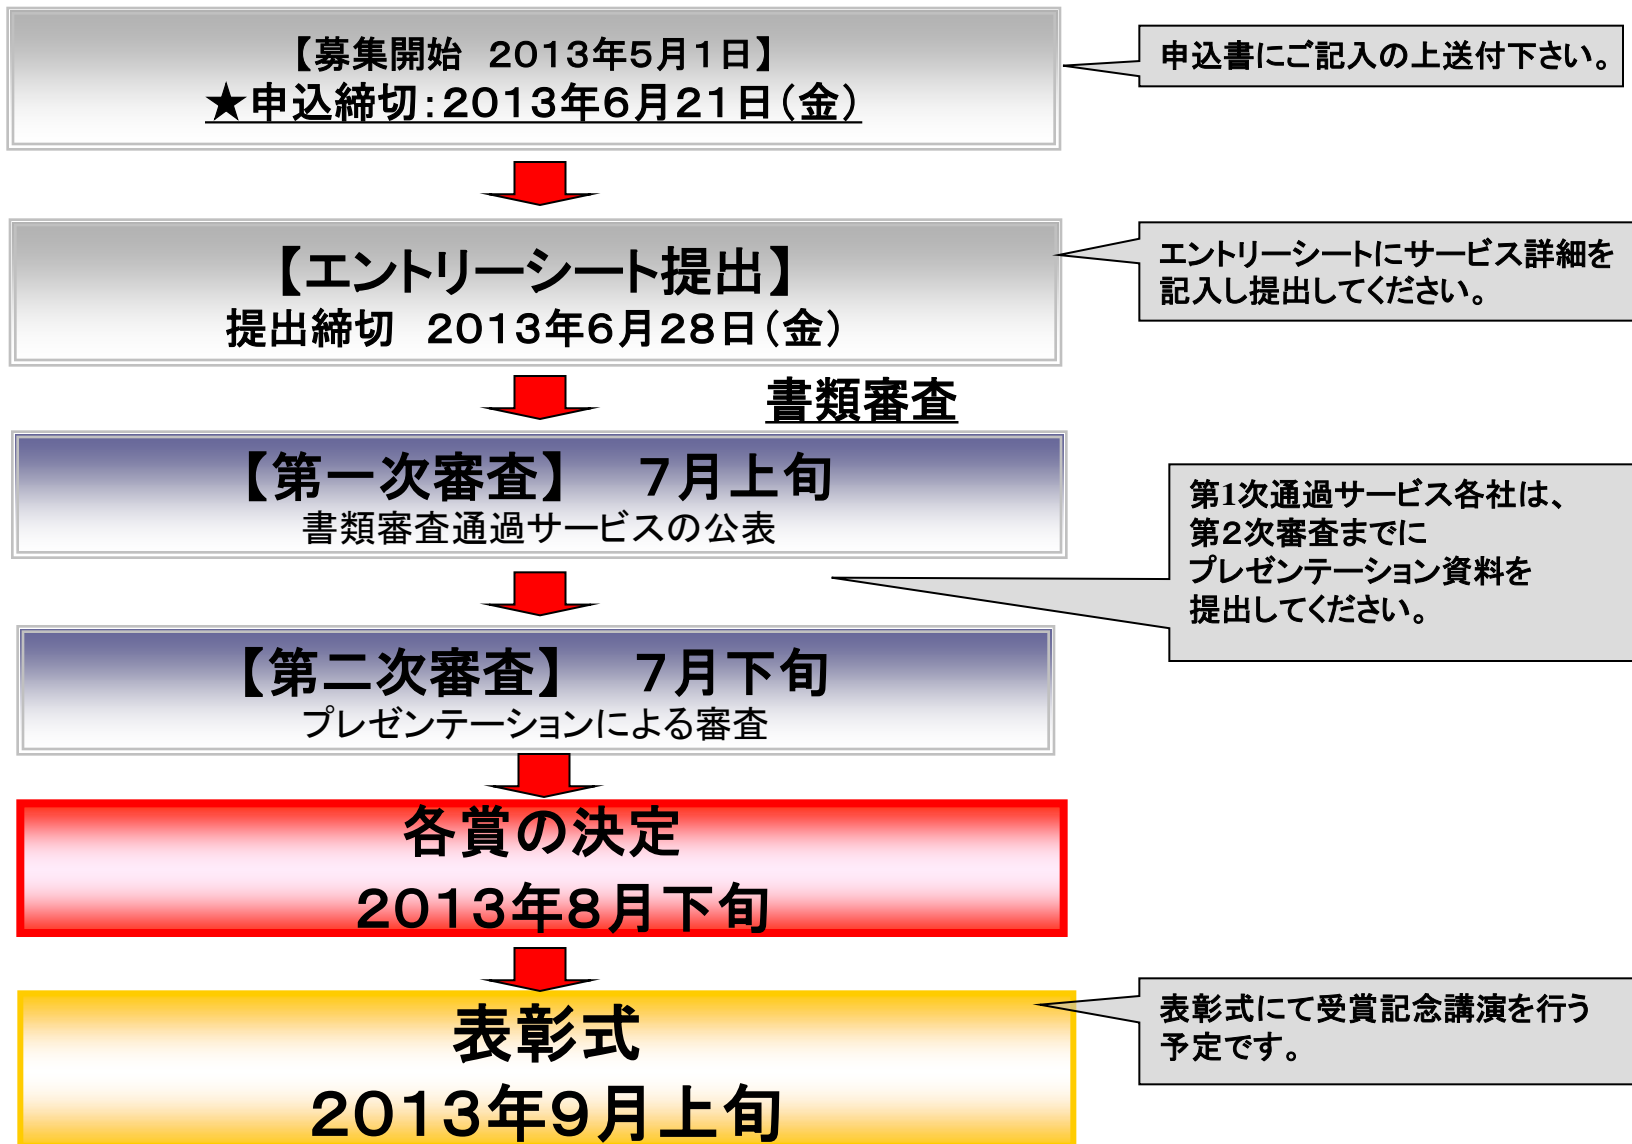 【募集開始　２０１３年５月１日】
★申込締切：２０１３年６月２１日（金）
申込書にご記入の上送付下さい。
【エントリーシート提出】
提出締切　２０１３年６月２８日（金）
エントリーシートにサービス詳細を
記入し提出してください。
書類審査
【第一次審査】　７月上旬
書類審査通過サービスの公表
第1次通過サービス各社は、
第２次審査までに
プレゼンテーション資料を
提出してください。
【第二次審査】　７月下旬
プレゼンテーションによる審査
各賞の決定
２０１３年８月下旬
表彰式
２０１３年９月上旬
表彰式にて受賞記念講演を行う
予定です。